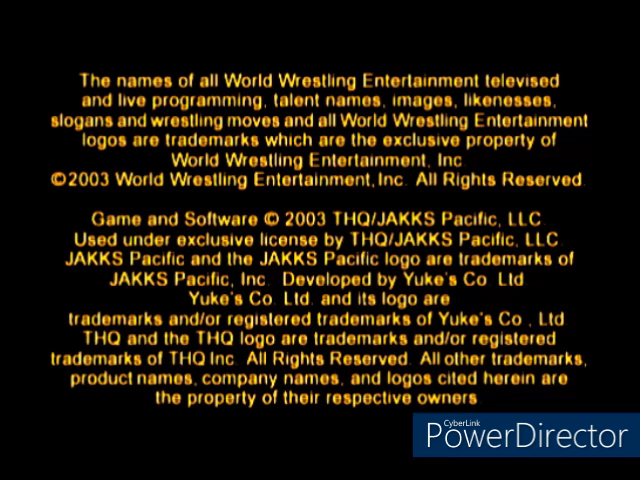 The names of all World Wrestling Entertainment televised
and live programming, talent names, images, likenesses,
slogans and wrestling moves and all World Wrestling Entertainment
logos are trademarks which are the exclusive property of
World Wrestling Entertainment, Inc.
©2003 World Wrestling Entertainment, Inc. All Rights Reserved.
Game and Software © 2003 THQ/JAKKS Pacific, LLC.
Used under exclusive license by THQ/JAKKS Pacific, LLC.
JAKKS Pacific and the JAKKS Pacific logo are trademarks of
JAKKS Pacific, Inc. Developed by Yuke's Co. Ltd.
Yuke's Co. Ltd. and its logo are
trademarks and/or registered trademarks of Yuke's Co., Ltd.
THQ and the THQ logo are trademarks and/or registered
trademarks of THQ Inc. All Rights Reserved. All other trademarks,
product names, company names, and logos cited herein are
the property of their respective owners.
CyberLink
PowerDirector